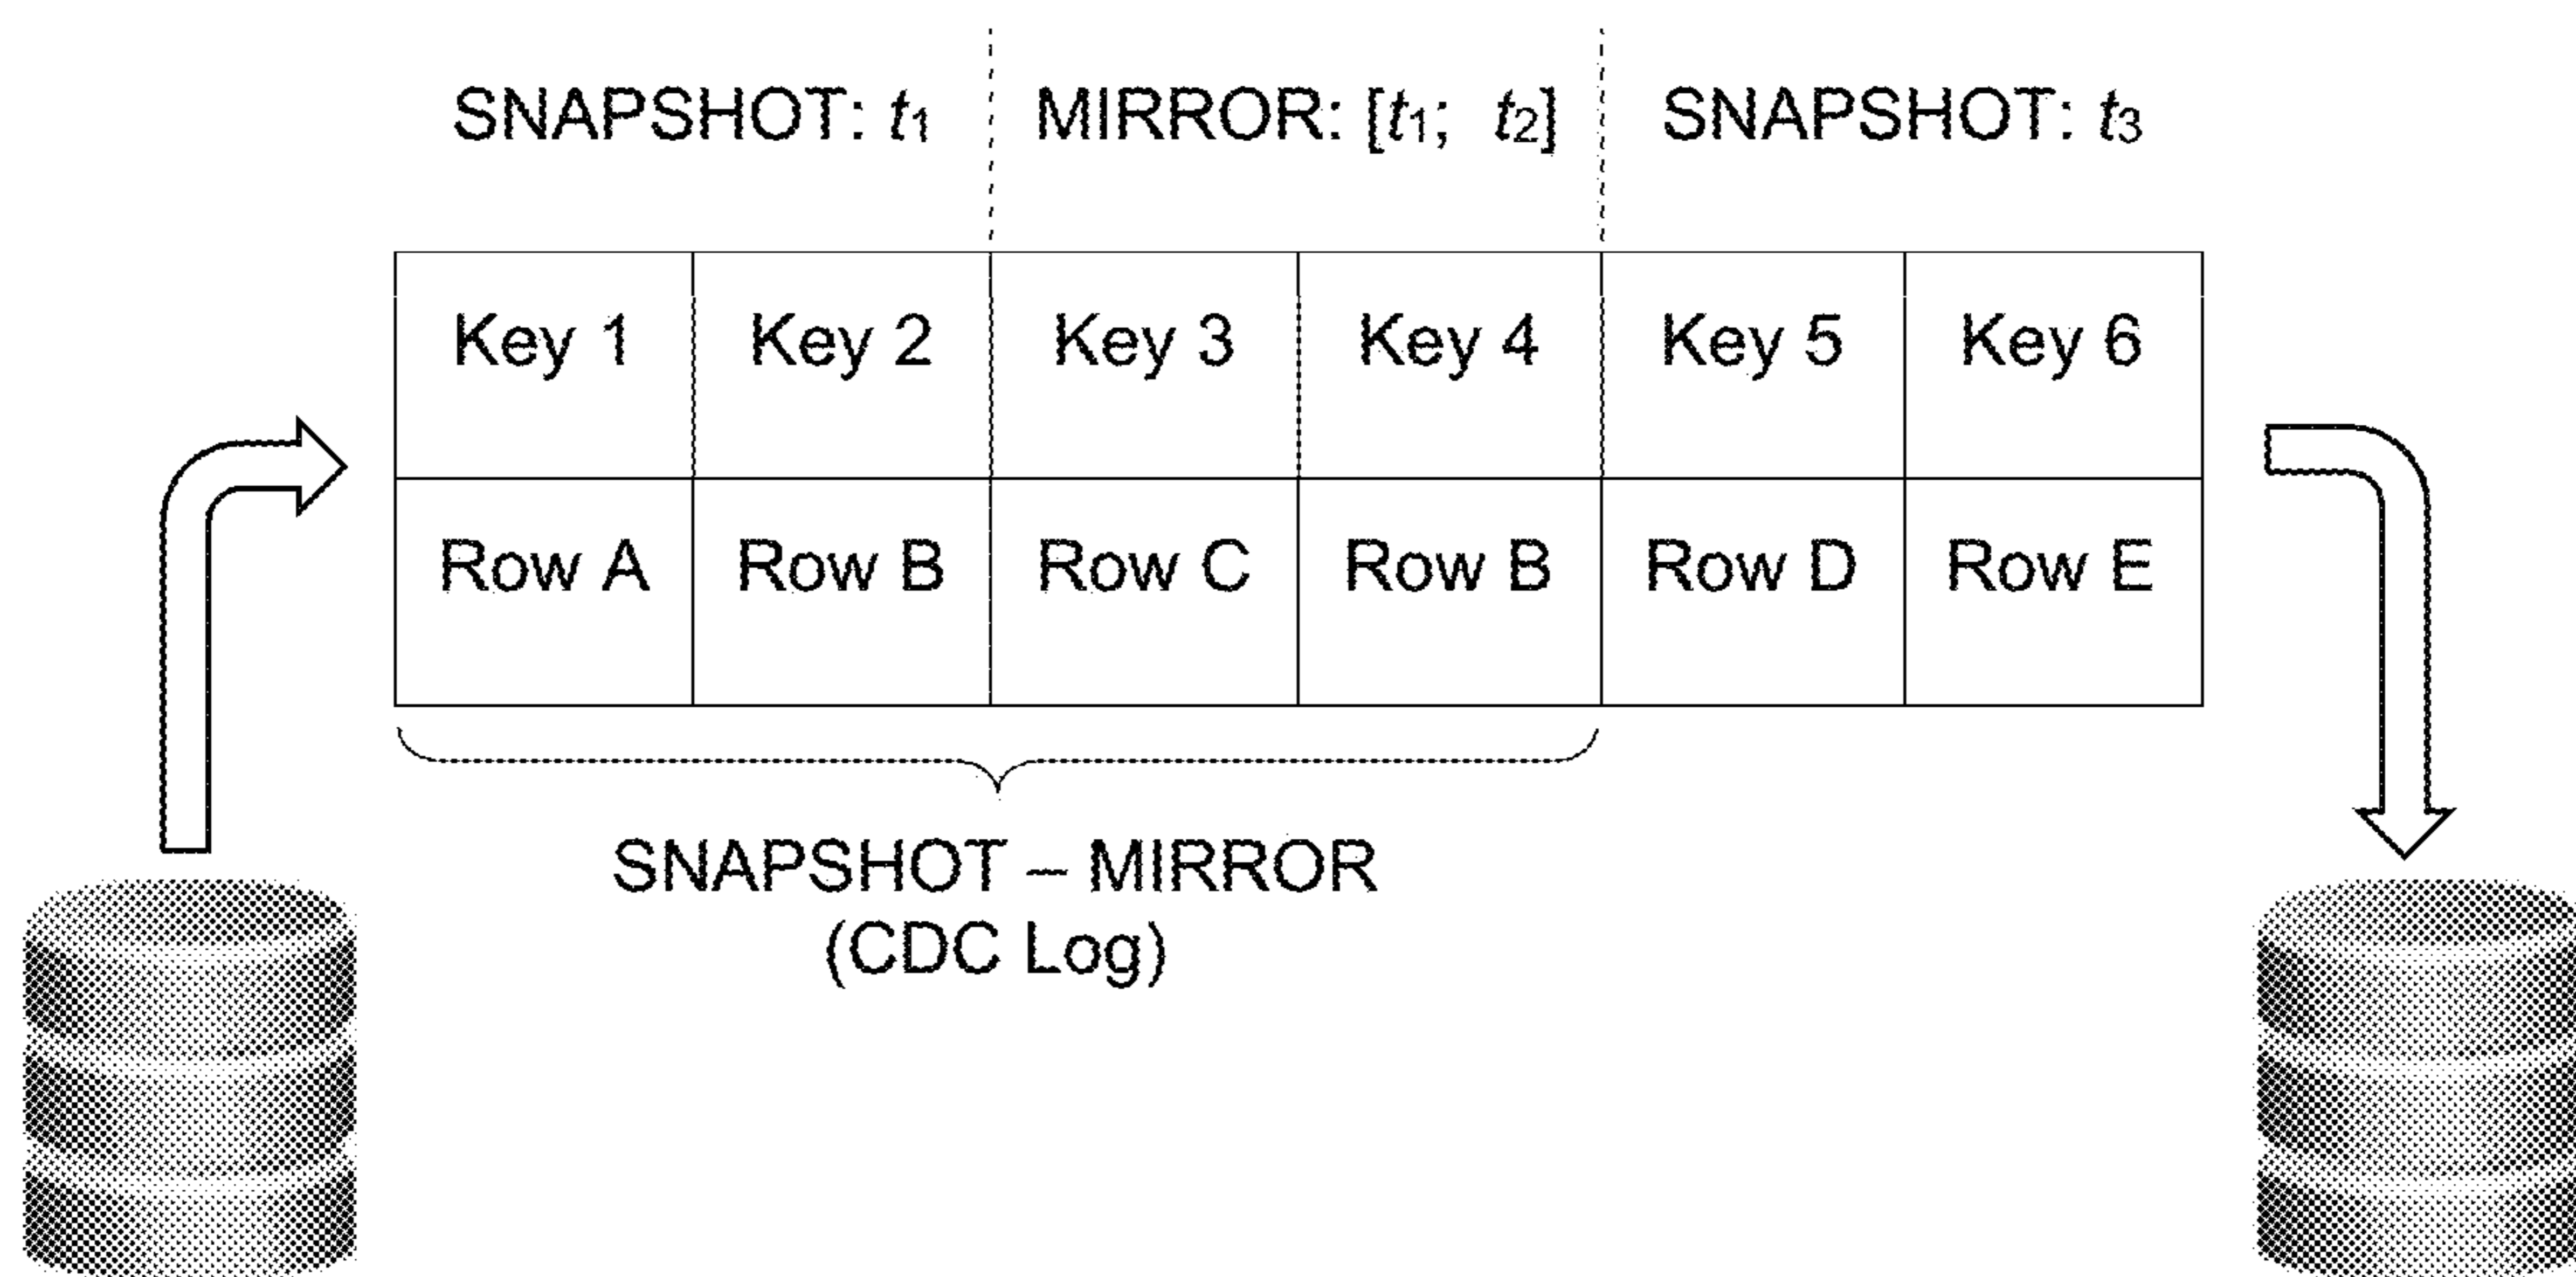 SNAPSHOT: t1 MIRROR: [t1; t2] SNAPSHOT: t3
Key 1 Key 2 Key 3 Key 4 Key 5 Key 6
Row A Row B Row C Row B Row D Row E
SNAPSHOT – MIRROR
(CDC Log)